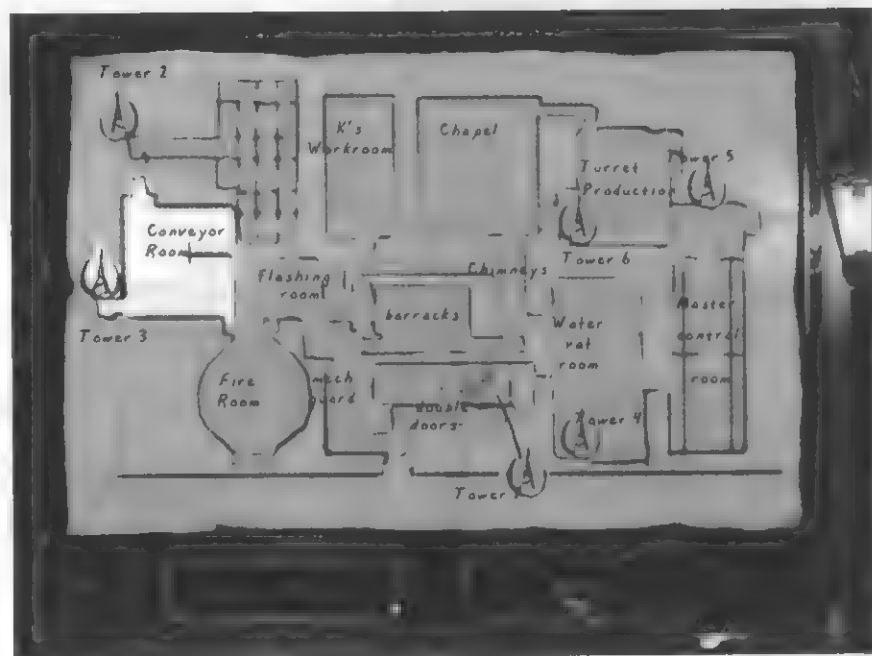 Tower 2
K's
Workroom
Chapel
Tower 5
Turret
Production
Conveyor
Room
Tower 6
Chimneys
Flashing
room
Tower 3
barracks
Water
vat
room
Master
control
room
Fire
Room
mech
guard
double
doors
Tower 4
Tower